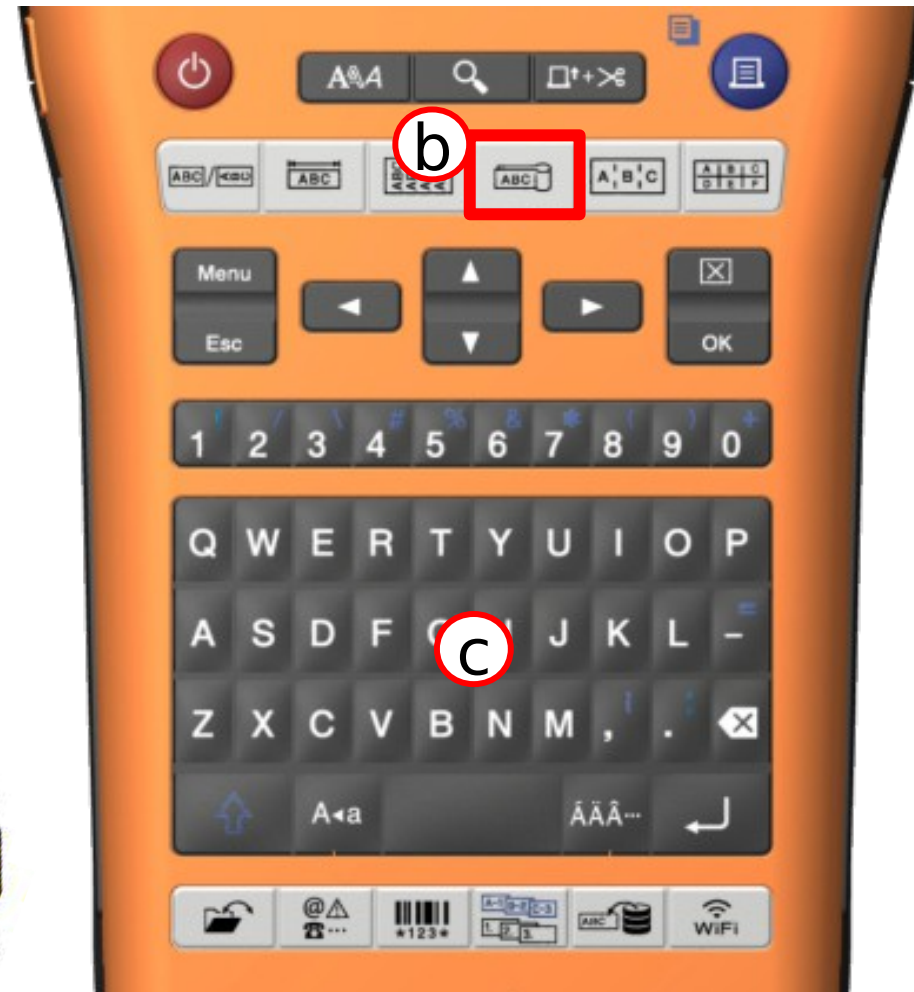 A&A
b
ABC/ABC ABC ABC ABC A B C A B C
D E F
Menu
Esc OK
! / \ # % & * ( ) +
1 2 3 4 5 6 7 8 9 0
Q W E R T Y U I O P
A S D F J K L - =
c
Z X C V B N M , .
A◂a ÁÄÂ…
@
*123*
A-1 B-2 C-3
1. 2. 3.
ABC
WiFi